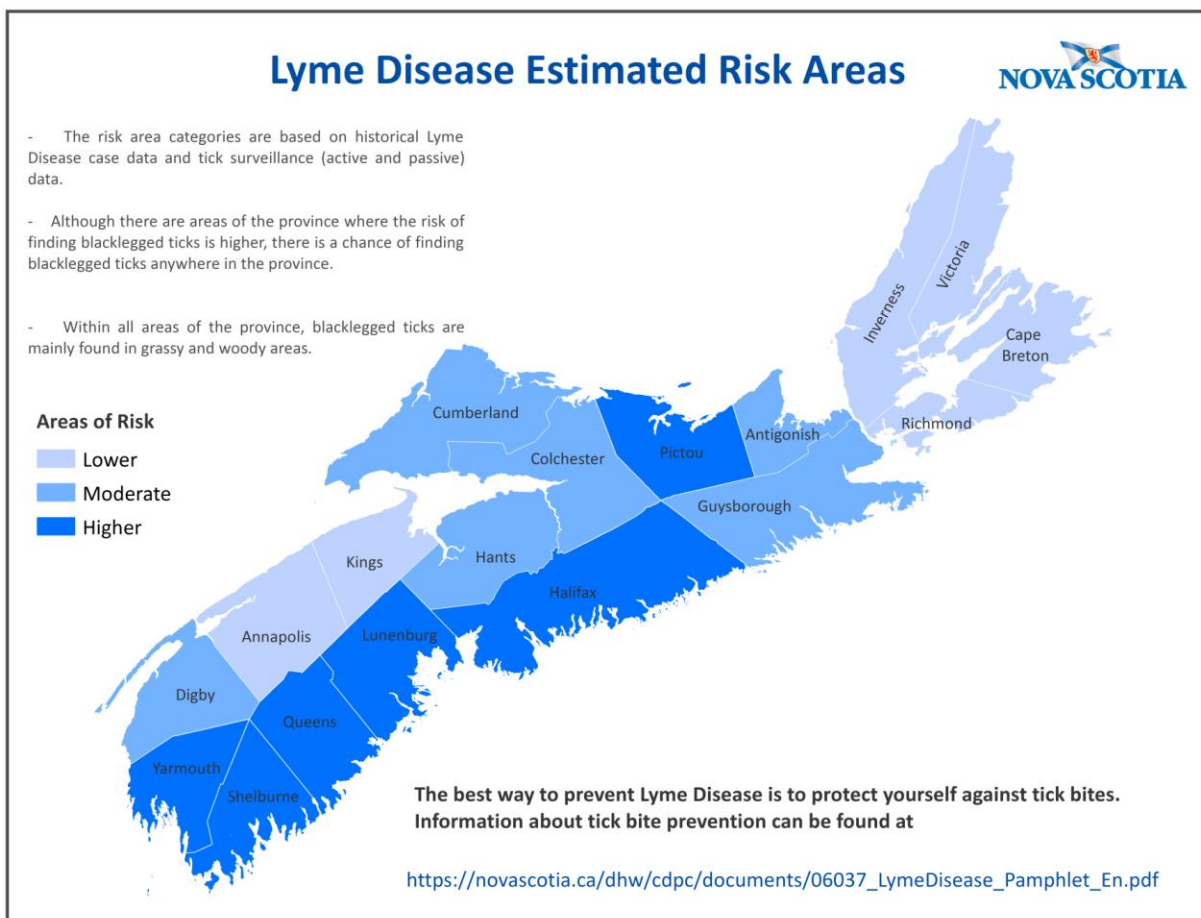 Lyme Disease Estimated Risk Areas
NOVA SCOTIA
- The risk area categories are based on historical Lyme
Disease case data and tick surveillance (active and passive)
data.
- Although there are areas of the province where the risk of
finding blacklegged ticks is higher, there is a chance of finding
blacklegged ticks anywhere in the province.
- Within all areas of the province, blacklegged ticks are
mainly found in grassy and woody areas.
Areas of Risk
Lower
Moderate
Higher
Victoria
Inverness
Cape
Breton
Richmond
Cumberland
Antigonish
Colchester
Pictou
Guysborough
Kings
Hants
Halifax
Annapolis
Lunenburg
Digby
Queens
Yarmouth
Shelburne
The best way to prevent Lyme Disease is to protect yourself against tick bites.
Information about tick bite prevention can be found at
https://novascotia.ca/dhw/cdpc/documents/06037_LymeDisease_Pamphlet_En.pdf